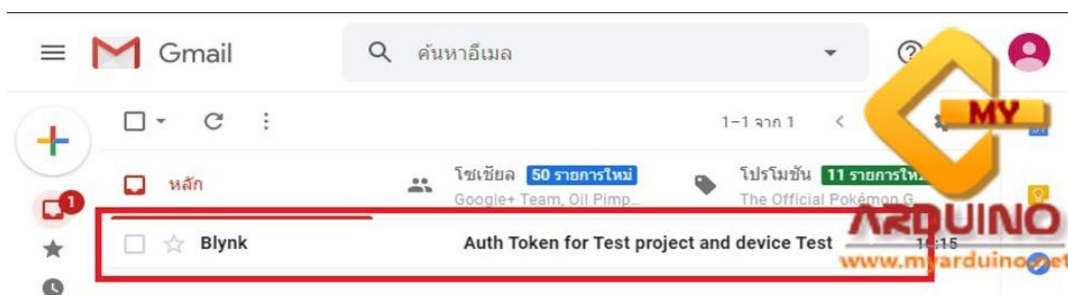 Gmail
ค้นหาอีเมล
1–1 จาก 1
MY
หลัก
โซเชียล 50 รายการใหม่
Google+ Team, Oil Pimp...
โปรโมชัน 11 รายการ
The Official Pokémon G
1
Blynk Auth Token for Test project and device Test
ARDUINO
www.myarduino.net